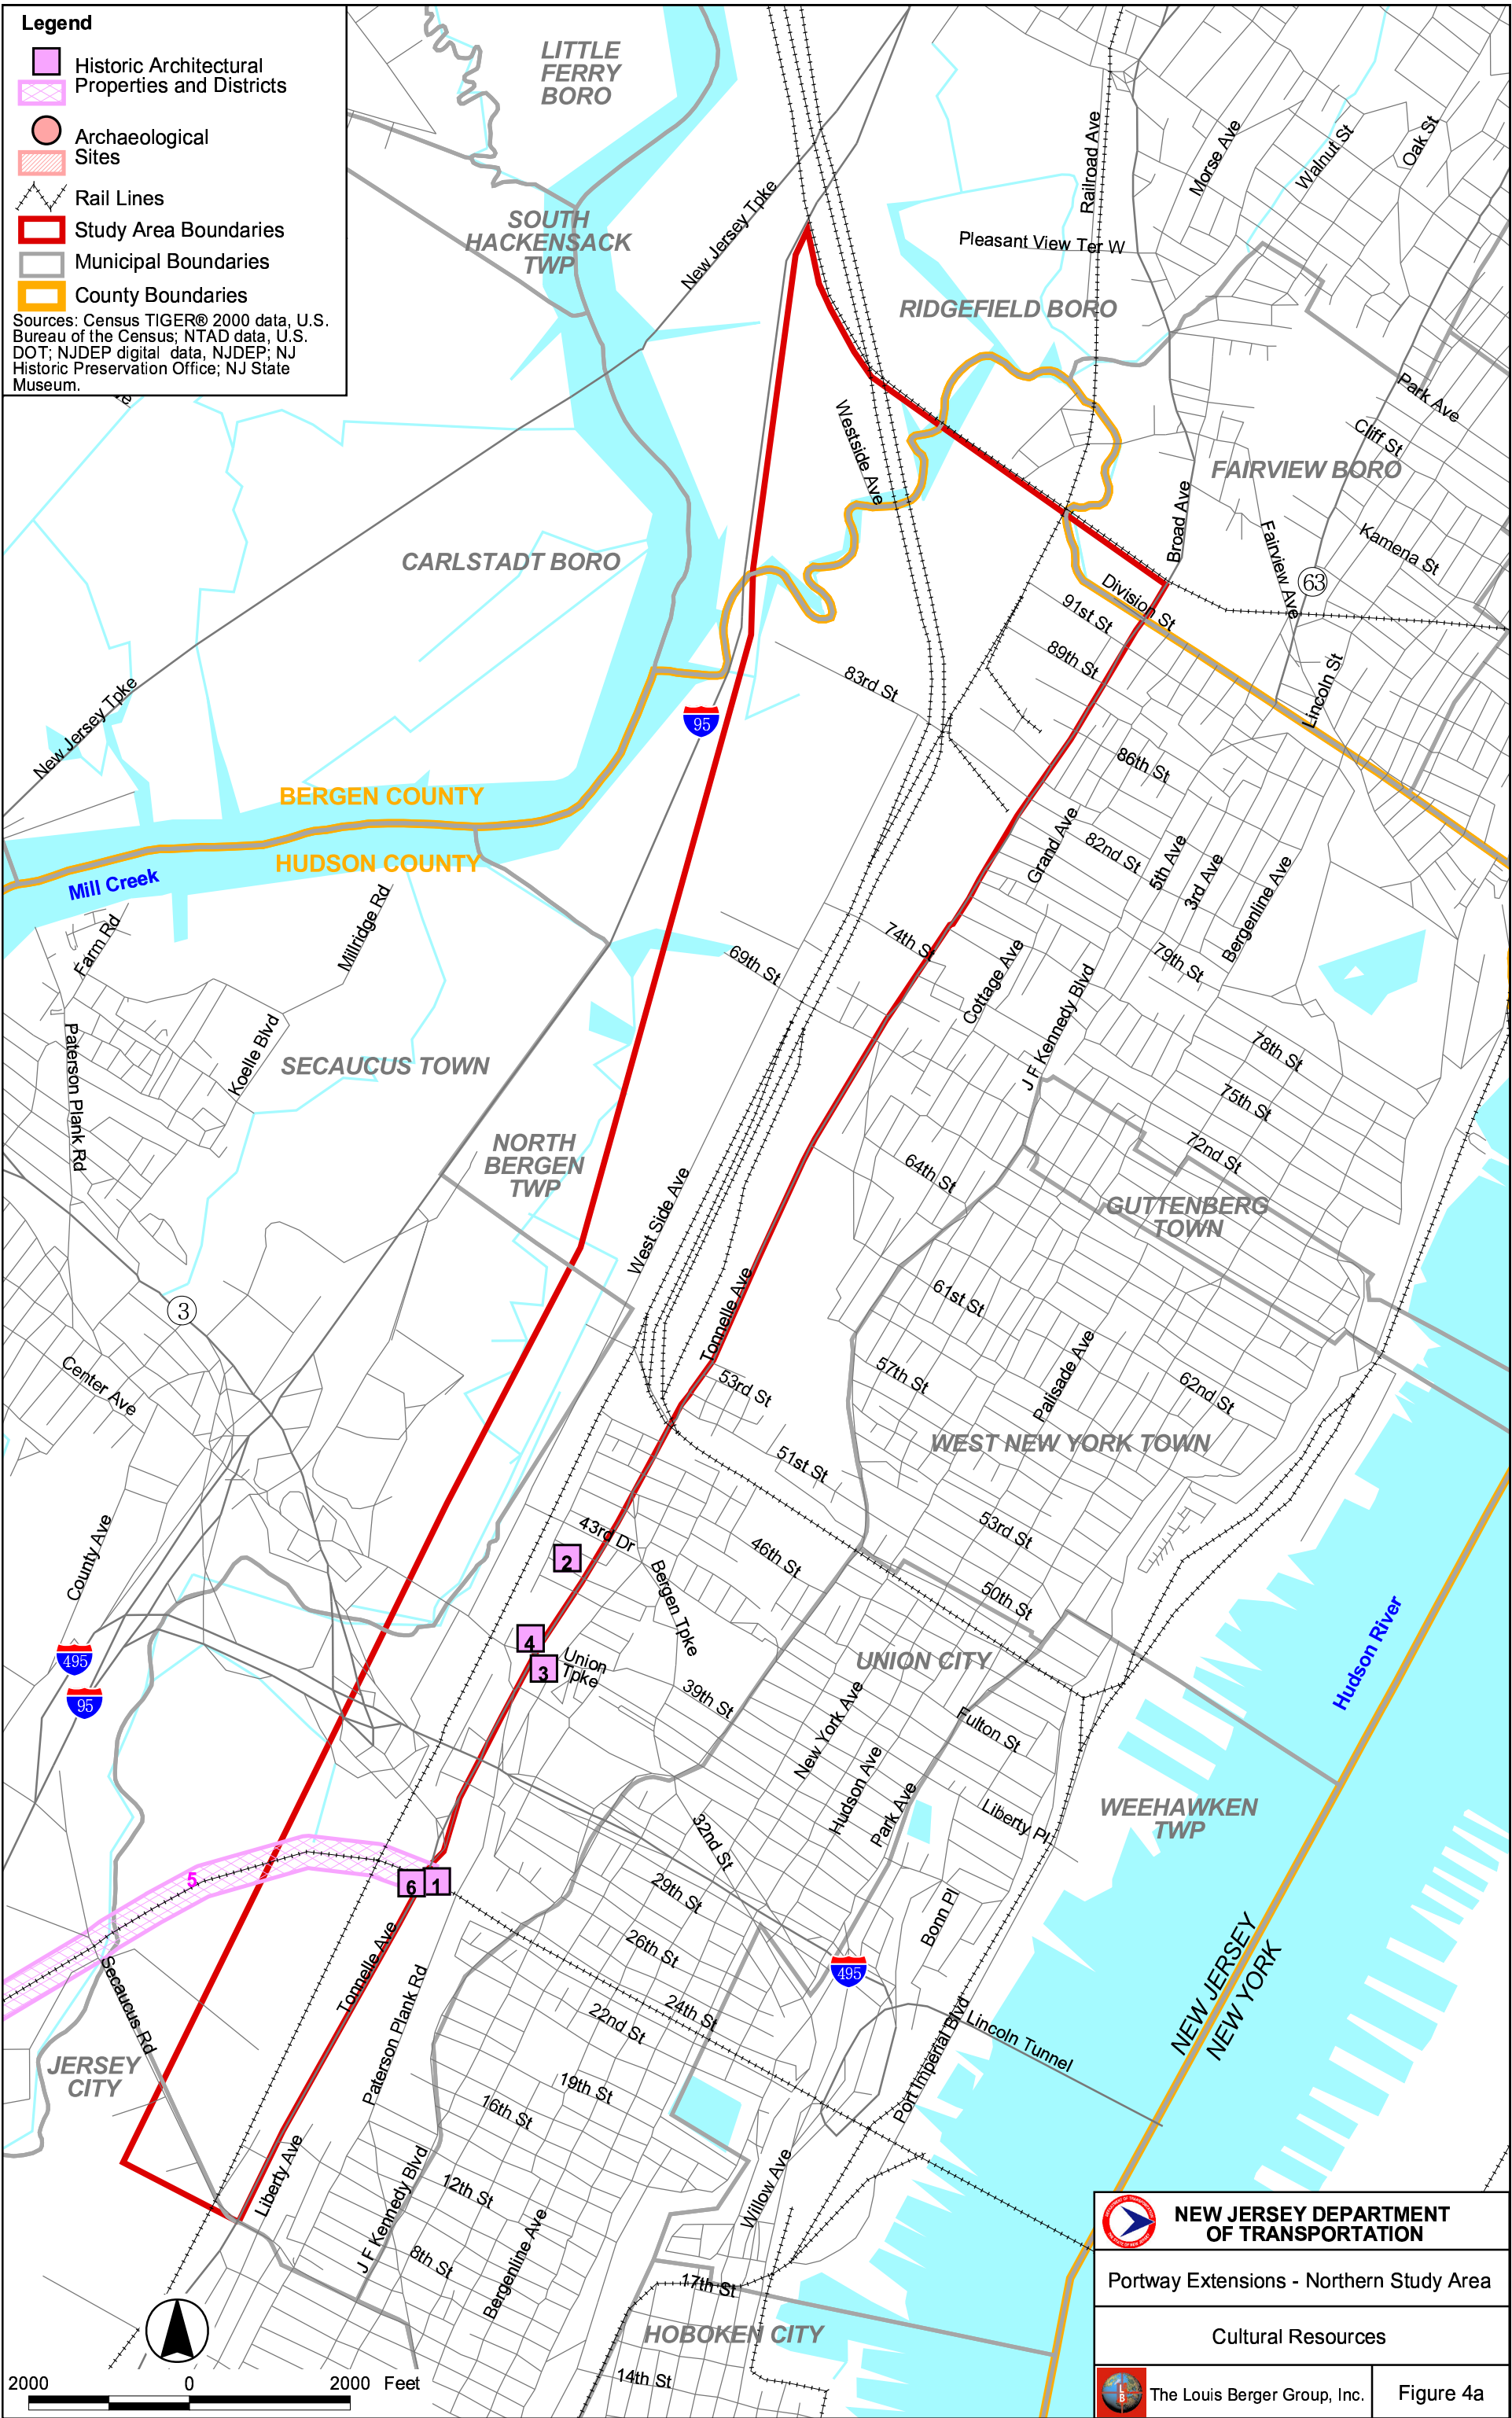 Legend
Historic Architectural
Properties and Districts
Archaeological
Sites
Rail Lines
Study Area Boundaries
Municipal Boundaries
County Boundaries
Sources: Census TIGER® 2000 data, U.S.
Bureau of the Census; NTAD data, U.S.
DOT; NJDEP digital data, NJDEP; NJ
Historic Preservation Office; NJ State
Museum.
LITTLE
FERRY
BORO
SOUTH
HACKENSACK
TWP
New Jersey Tpke
Railroad Ave
Morse Ave
Walnut St
Oak St
Pleasant View Ter W
RIDGEFIELD BORO
Park Ave
Cliff St
Westside Ave
FAIRVIEW BORO
Broad Ave
Fairview Ave
Kamena St
63
CARLSTADT BORO
Division St
91st St
89th St
83rd St
Lincoln St
New Jersey Tpke
95
86th St
BERGEN COUNTY
HUDSON COUNTY
Mill Creek
Grand Ave
82nd St
5th Ave
3rd Ave
Bergenline Ave
Farm Rd
Millridge Rd
74th St
69th St
79th St
Cottage Ave
J F Kennedy Blvd
Paterson Plank Rd
Koelle Blvd
SECAUCUS TOWN
78th St
75th St
72nd St
NORTH
BERGEN
TWP
64th St
GUTTENBERG
TOWN
West Side Ave
3
Tonnelle Ave
61st St
Center Ave
53rd St
57th St
Palisade Ave
62nd St
WEST NEW YORK TOWN
51st St
County Ave
43rd Dr
53rd St
2
46th St
Bergen Tpke
50th St
4
3
Union
Tpke
495
95
UNION CITY
Hudson River
39th St
New York Ave
Fulton St
Hudson Ave
Park Ave
Liberty Pl
WEEHAWKEN
TWP
32nd St
5
6
1
29th St
Bonn Pl
26th St
495
Tonnelle Ave
Secaucus Rd
Paterson Plank Rd
24th St
22nd St
Port Imperial Blvd
Lincoln Tunnel
NEW JERSEY
NEW YORK
JERSEY
CITY
19th St
16th St
Liberty Ave
J F Kennedy Blvd
12th St
Willow Ave
8th St
Bergenline Ave
17th St
HOBOKEN CITY
14th St
2000
0
2000 Feet
NEW JERSEY DEPARTMENT
OF TRANSPORTATION
Portway Extensions - Northern Study Area
Cultural Resources
LBG
The Louis Berger Group, Inc.
Figure 4a